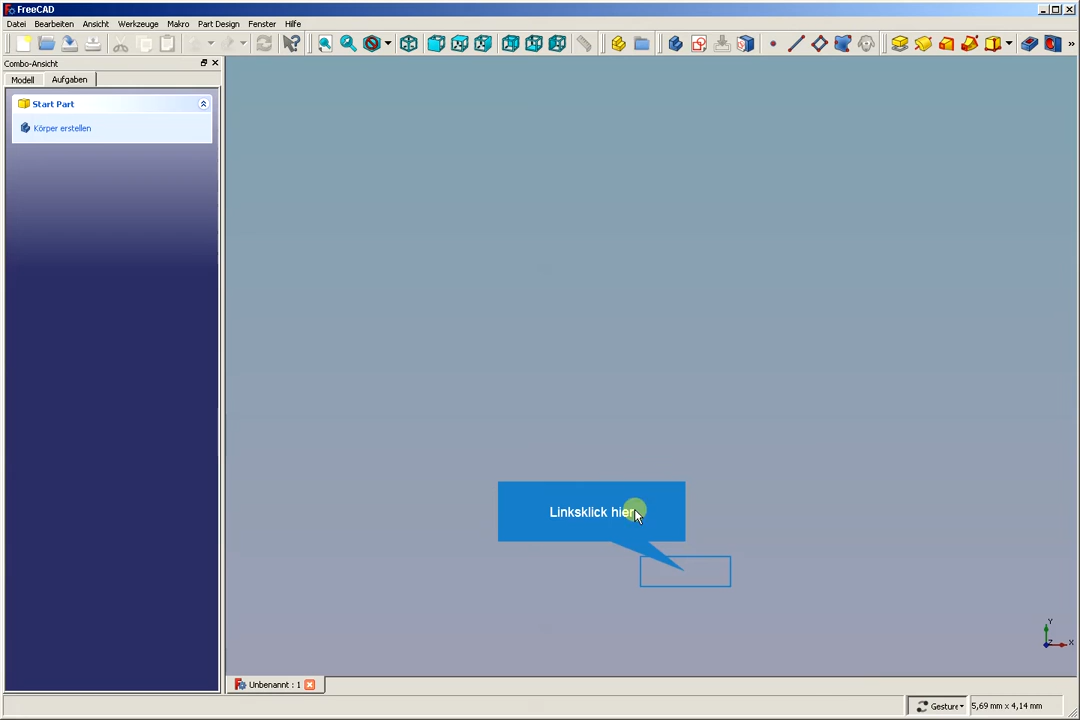 FreeCAD
Datei Bearbeiten Ansicht Werkzeuge Makro Part Design Fenster Hilfe
Combo-Ansicht
Modell Aufgaben
Start Part
Körper erstellen
Linksklick hier
Y
Z X
Unbenannt : 1
Gesture 5,69 mm x 4,14 mm